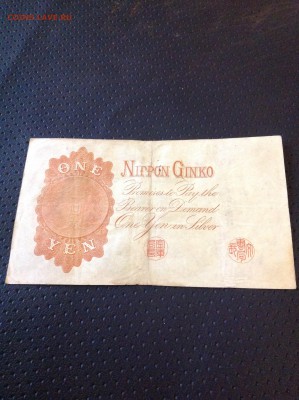 ONE
YEN
NIPPON GINKO
Promises to Pay the
Bearer on Demand
One Yen in Silver